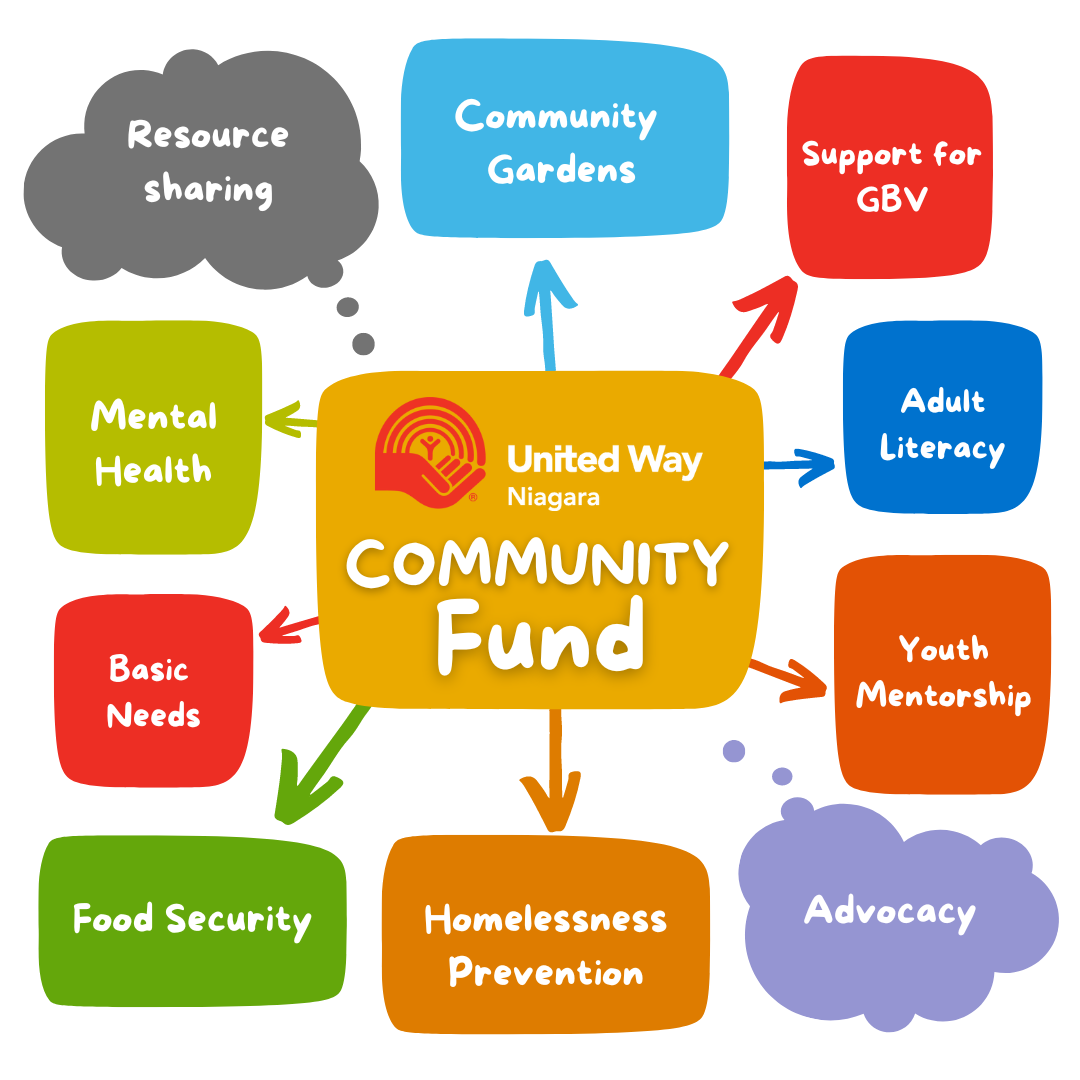 Resource
sharing
Community
Gardens
Support for
GBV
Mental
Health
United Way
Niagara
®
COMMUNITY
Fund
Adult
Literacy
Basic
Needs
Youth
Mentorship
Food Security
Homelessness
Prevention
Advocacy